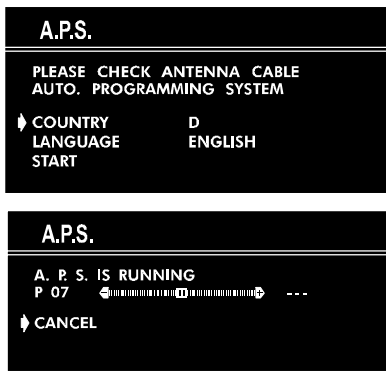 A.P.S.
PLEASE CHECK ANTENNA CABLE
AUTO. PROGRAMMING SYSTEM
COUNTRY D
LANGUAGE ENGLISH
START
A.P.S.
A. P. S. IS RUNNING
P 07 - + ---
CANCEL